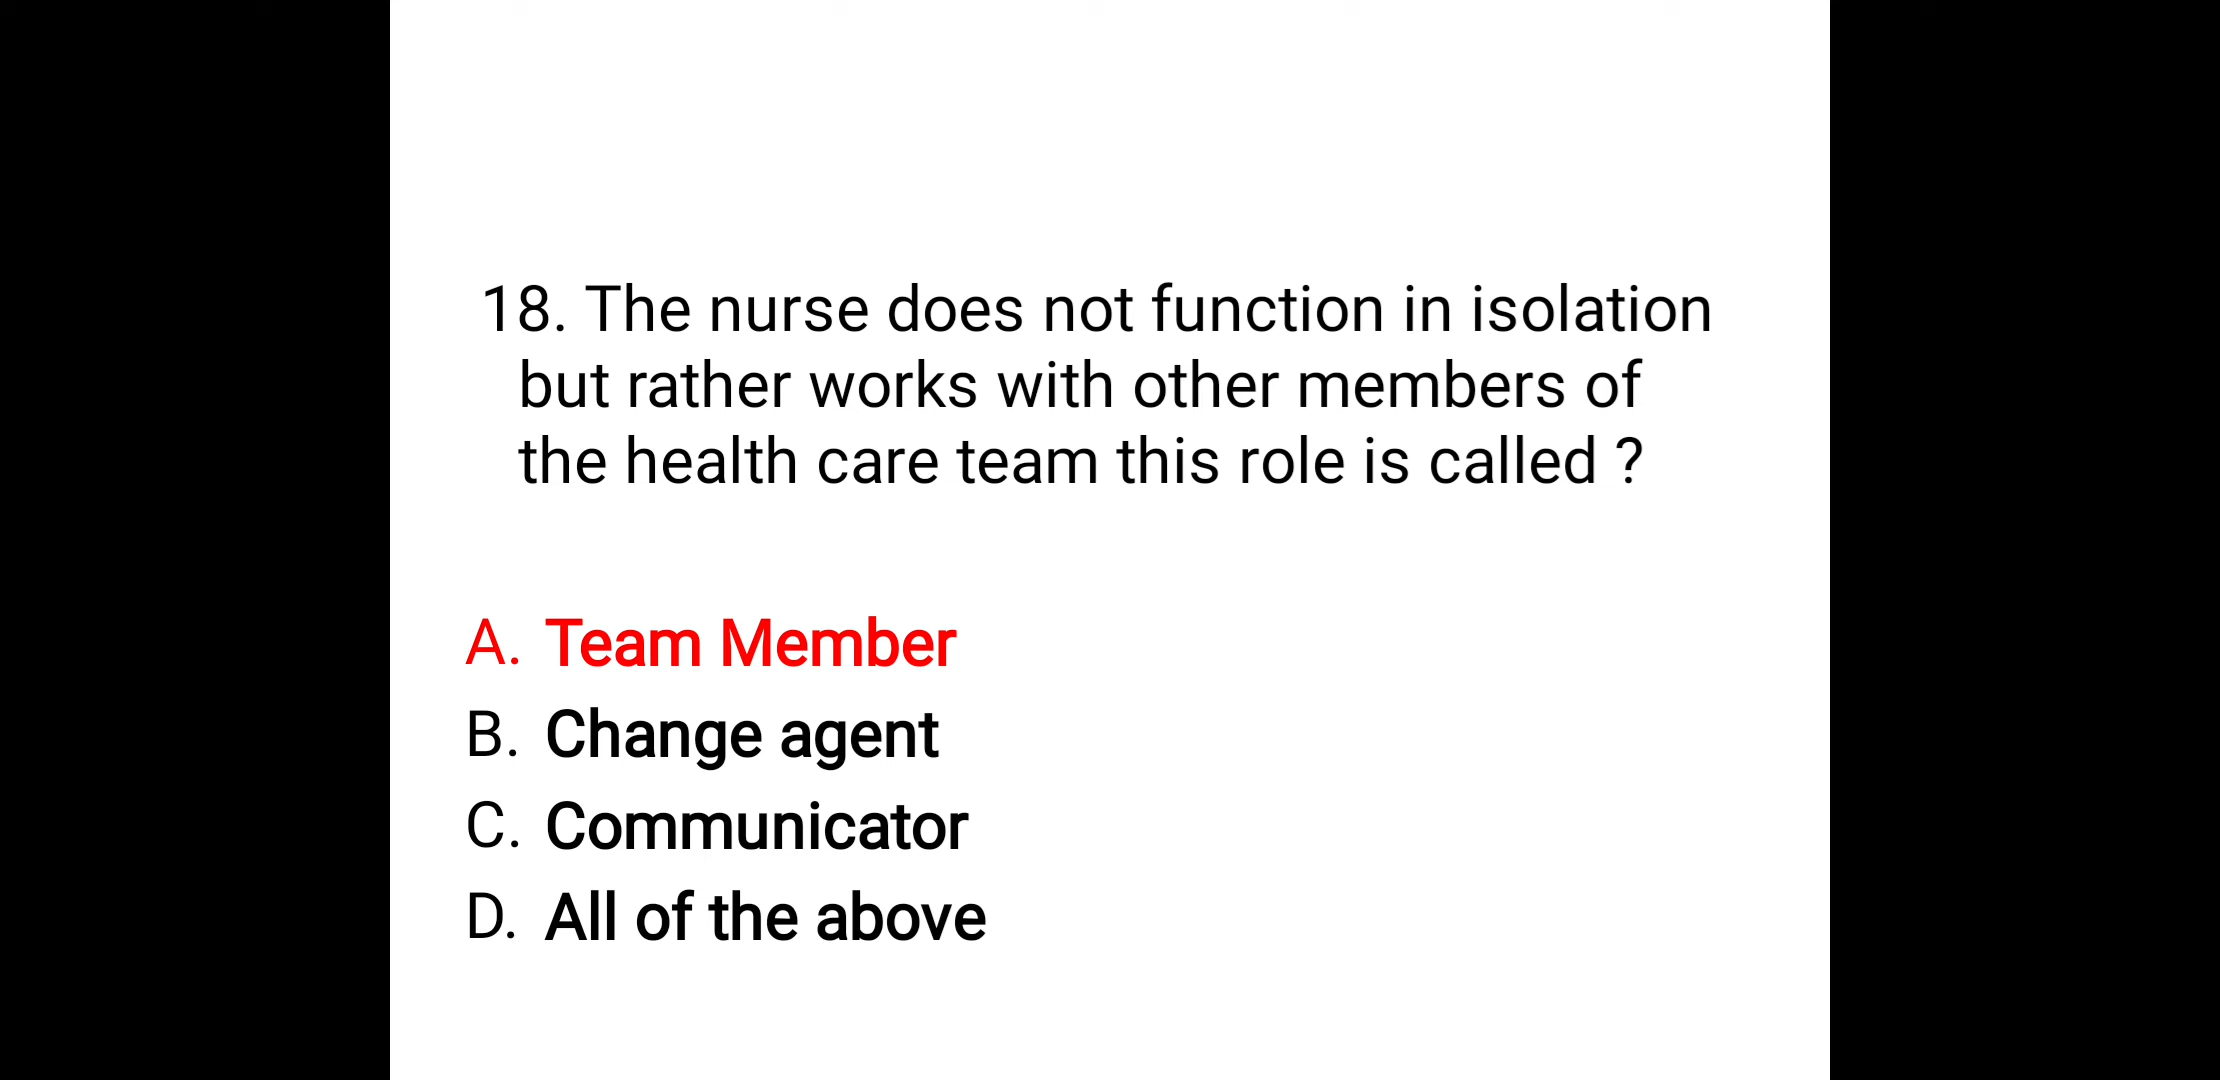 18. The nurse does not function in isolation
but rather works with other members of
the health care team this role is called ?
A. Team Member
B. Change agent
C. Communicator
D. All of the above